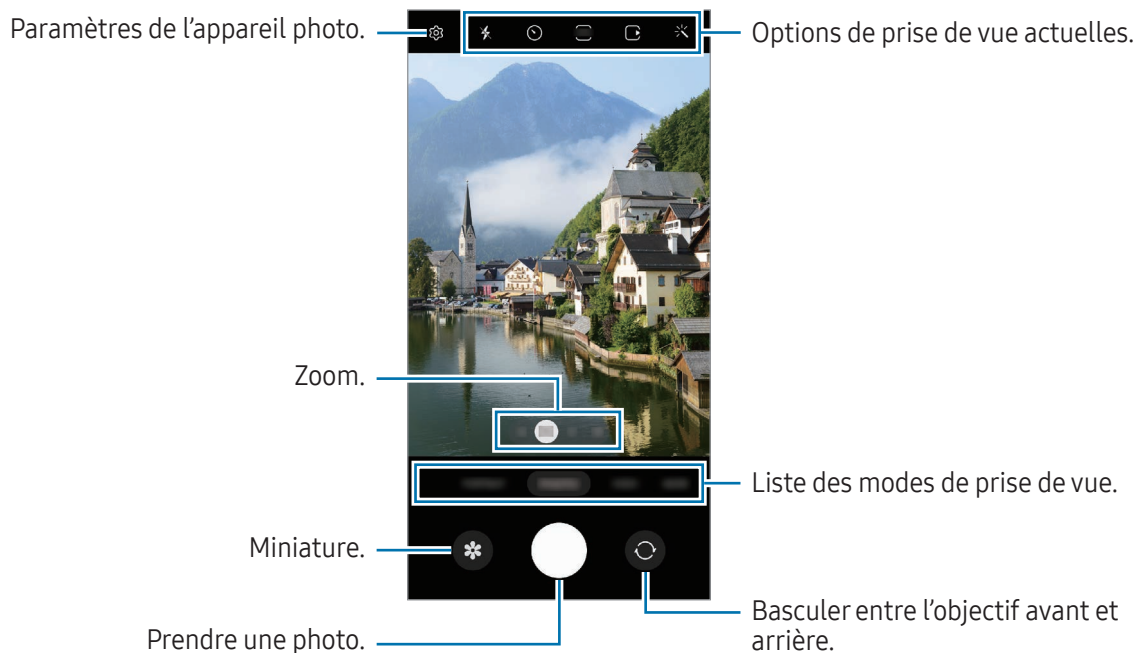 Paramètres de l'appareil photo.
Options de prise de vue actuelles.
Zoom.
Liste des modes de prise de vue.
Miniature.
Basculer entre l'objectif avant et
arrière.
Prendre une photo.